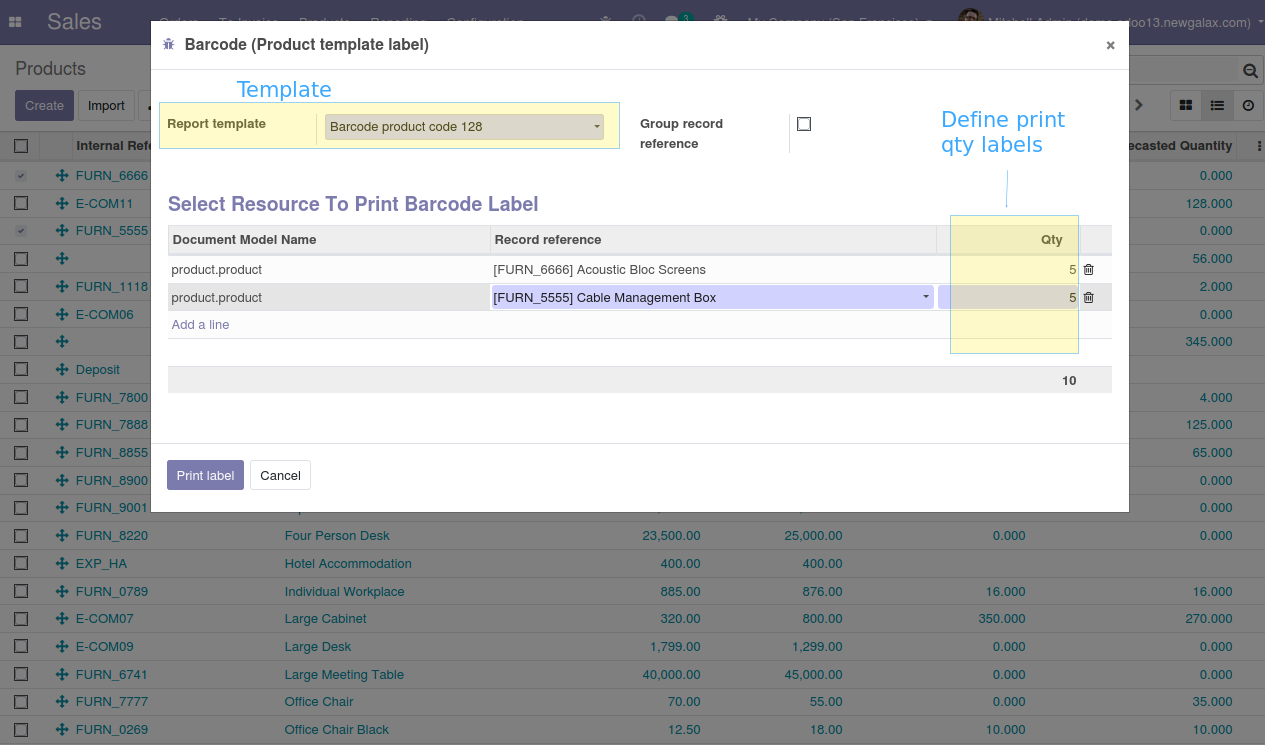 Sales
Products
Create Import
Barcode (Product template label) ×
Template
Report template Barcode product code 128
Group record
reference
Define print
qty labels
Select Resource To Print Barcode Label
Document Model Name Record reference Qty
product.product [FURN_6666] Acoustic Bloc Screens 5
product.product [FURN_5555] Cable Management Box 5
Add a line
10
Print label Cancel
Mitchell Admin
ecasted Quantity
FURN_6666 0.000
E-COM11 128.000
FURN_5555 0.000
56.000
FURN_1118 2.000
E-COM06 0.000
345.000
Deposit
FURN_7800 4.000
FURN_7888 125.000
FURN_8855 65.000
FURN_8900 0.000
FURN_9001 0.000
FURN_8220 Four Person Desk 23,500.00 25,000.00 0.000 0.000
EXP_HA Hotel Accommodation 400.00 400.00
FURN_0789 Individual Workplace 885.00 876.00 16.000 16.000
E-COM07 Large Cabinet 320.00 800.00 350.000 270.000
E-COM09 Large Desk 1,799.00 1,299.00 0.000 0.000
FURN_6741 Large Meeting Table 40,000.00 45,000.00 0.000 0.000
FURN_7777 Office Chair 70.00 55.00 0.000 35.000
FURN_0269 Office Chair Black 12.50 18.00 10.000 10.000